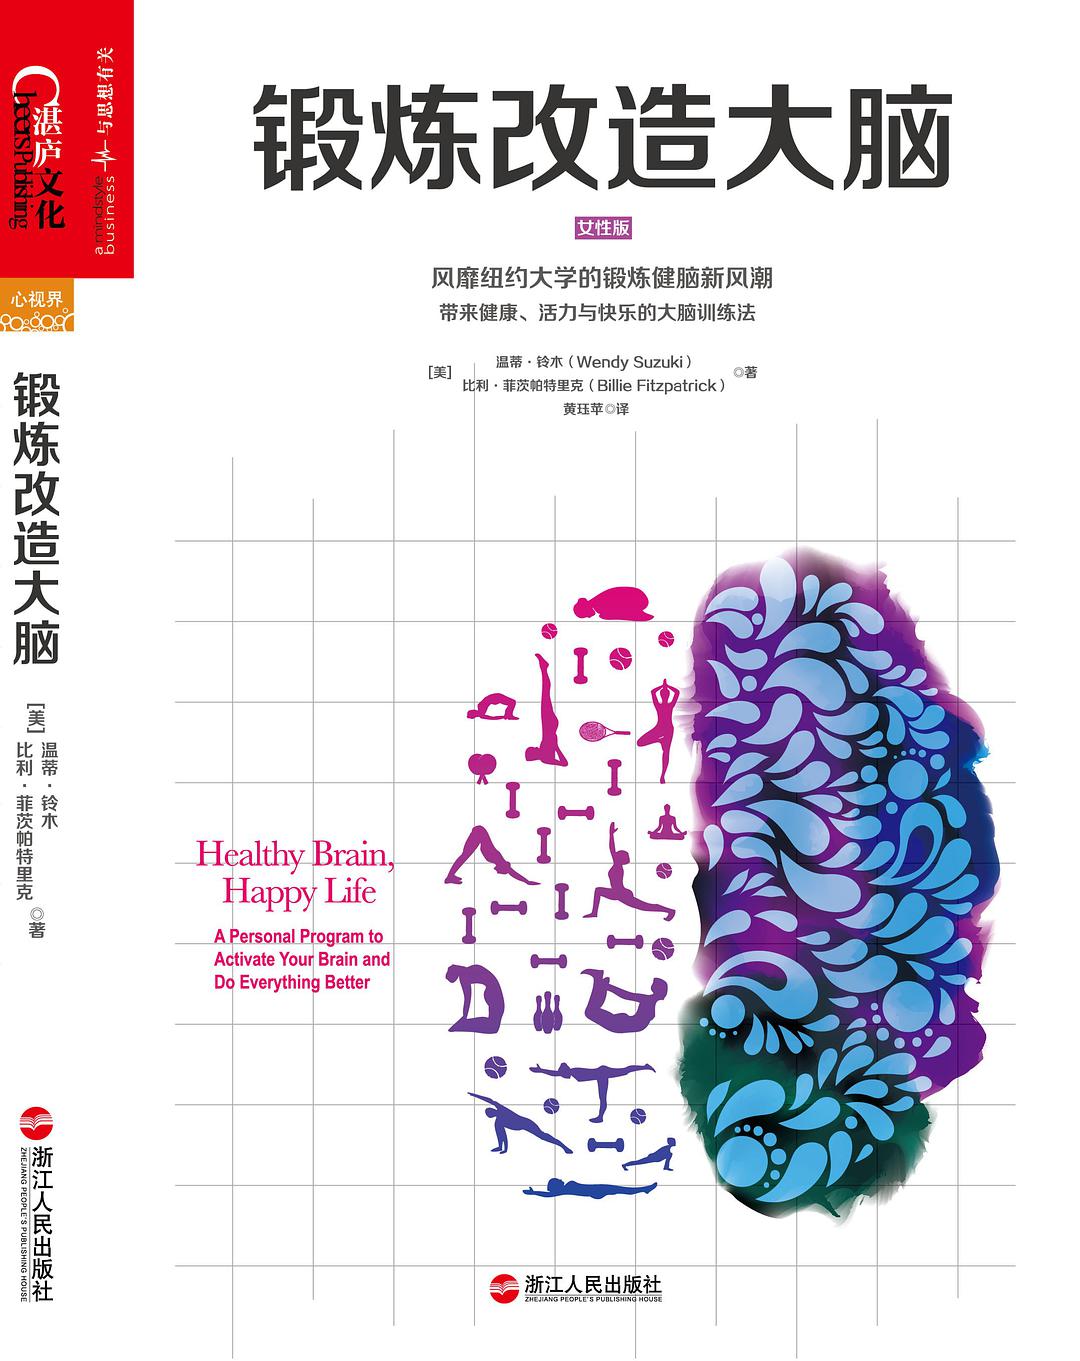 湛庐文化
Cheers Publishing
a mindstyle business
与思想有关
心视界
锻炼改造大脑
[美]
温蒂·铃木
比利·菲茨帕特里克
◎著
浙江人民出版社
ZHEJIANG PEOPLE'S PUBLISHING HOUSE
锻炼改造大脑
女性版
风靡纽约大学的锻炼健脑新风潮
带来健康、活力与快乐的大脑训练法
[美] 温蒂·铃木（Wendy Suzuki） ◎著
比利·菲茨帕特里克（Billie Fitzpatrick）
黄珏苹◎译
Healthy Brain,
Happy Life
A Personal Program to
Activate Your Brain and
Do Everything Better
浙江人民出版社
ZHEJIANG PEOPLE'S PUBLISHING HOUSE